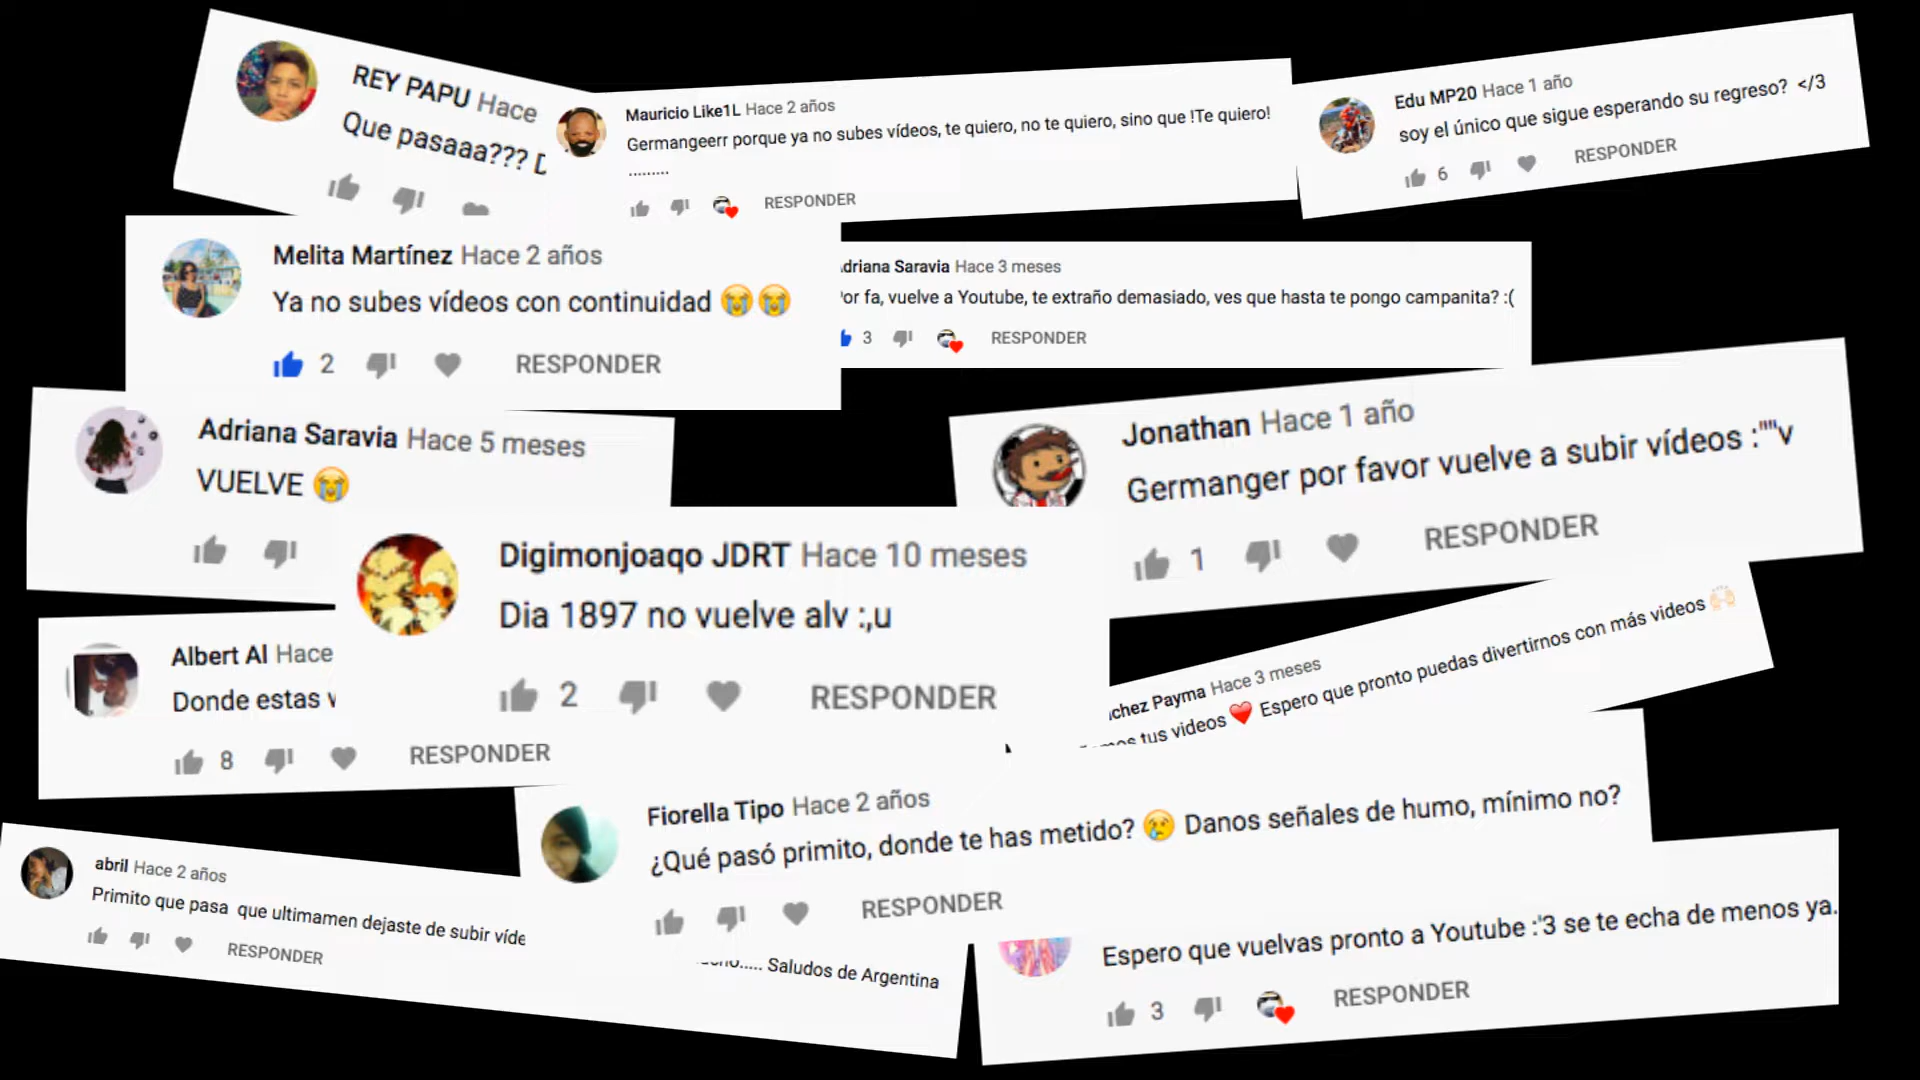 REY PAPU Hace
Que pasaaa???
Mauricio Like1L Hace 2 años
Germangeerr porque ya no subes vídeos, te quiero, no te quiero, sino que !Te quiero!
.........
RESPONDER
Edu MP20 Hace 1 año
soy el único que sigue esperando su regreso? </3
6 RESPONDER
Melita Martínez Hace 2 años
Ya no subes vídeos con continuidad 😭😭
2 RESPONDER
driana Saravia Hace 3 meses
or fa, vuelve a Youtube, te extraño demasiado, ves que hasta te pongo campanita? :(
3 RESPONDER
Adriana Saravia Hace 5 meses
VUELVE 😭
Jonathan Hace 1 año
Germanger por favor vuelve a subir vídeos :""v
1 RESPONDER
Digimonjoaqo JDRT Hace 10 meses
Dia 1897 no vuelve alv :,u
2 RESPONDER
Albert Al Hace
Donde estas
8 RESPONDER
chez Payma Hace 3 meses
tus videos ❤️ Espero que pronto puedas divertirnos con más videos 🙌🏻
Fiorella Tipo Hace 2 años
¿Qué pasó primito, donde te has metido? 😢 Danos señales de humo, mínimo no?
RESPONDER
abril Hace 2 años
Primito que pasa que ultimamen dejaste de subir víde
RESPONDER
Saludos de Argentina
Espero que vuelvas pronto a Youtube :'3 se te echa de menos ya.
3 RESPONDER